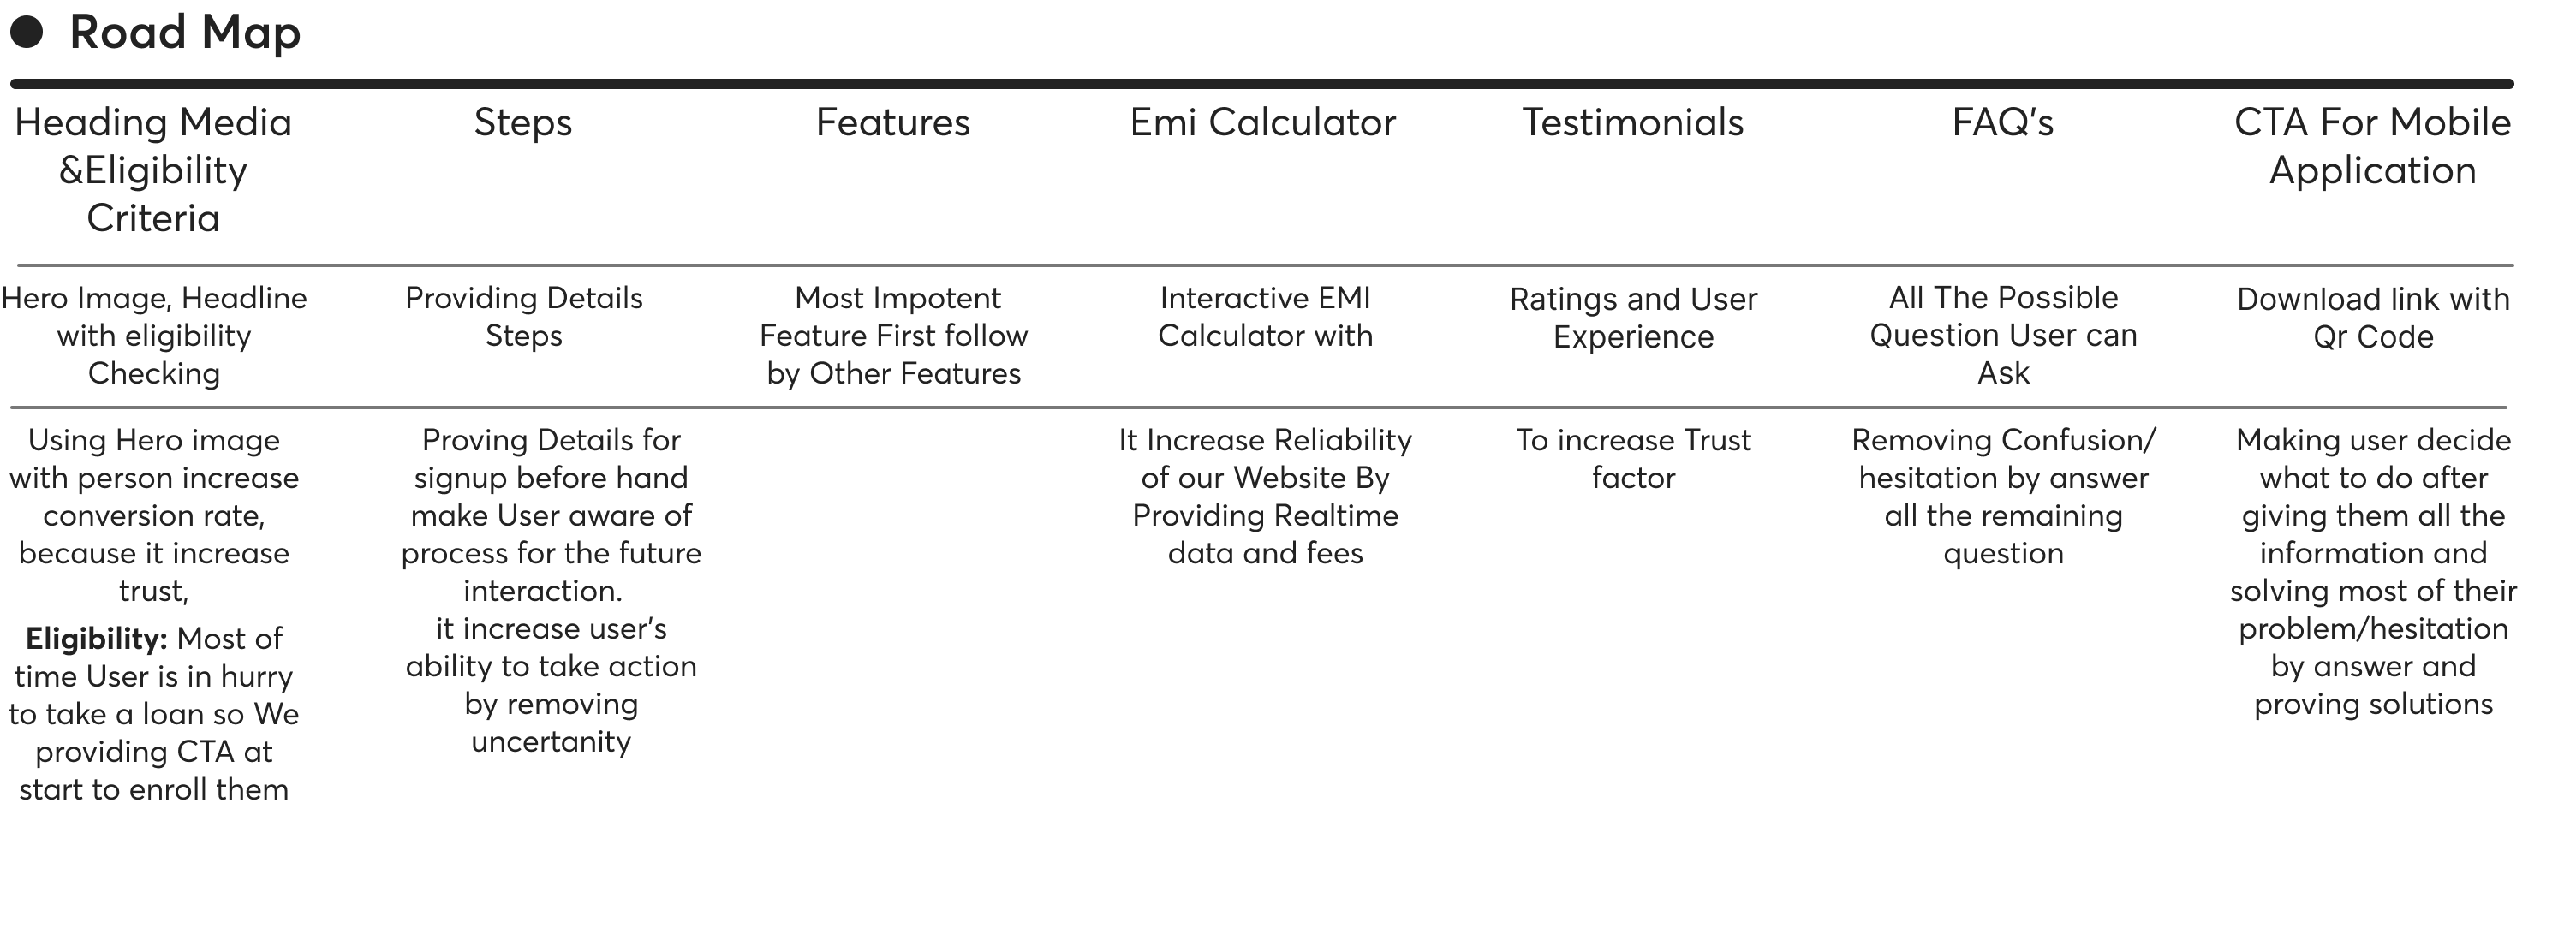 Road Map
Heading Media
&Eligibility
Criteria
Steps
Features
Emi Calculator
Testimonials
FAQ's
CTA For Mobile
Application
Hero Image, Headline
with eligibility
Checking
Providing Details
Steps
Most Impotent
Feature First follow
by Other Features
Interactive EMI
Calculator with
Ratings and User
Experience
All The Possible
Question User can
Ask
Download link with
Qr Code
Using Hero image
with person increase
conversion rate,
because it increase
trust,
Eligibility: Most of
time User is in hurry
to take a loan so We
providing CTA at
start to enroll them
Proving Details for
signup before hand
make User aware of
process for the future
interaction.
it increase user's
ability to take action
by removing
uncertanity
It Increase Reliability
of our Website By
Providing Realtime
data and fees
To increase Trust
factor
Removing Confusion/
hesitation by answer
all the remaining
question
Making user decide
what to do after
giving them all the
information and
solving most of their
problem/hesitation
by answer and
proving solutions